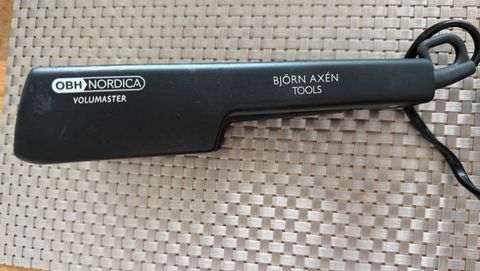 OBH NORDICA
VOLUMASTER
BJÖRN AXÉN
TOOLS